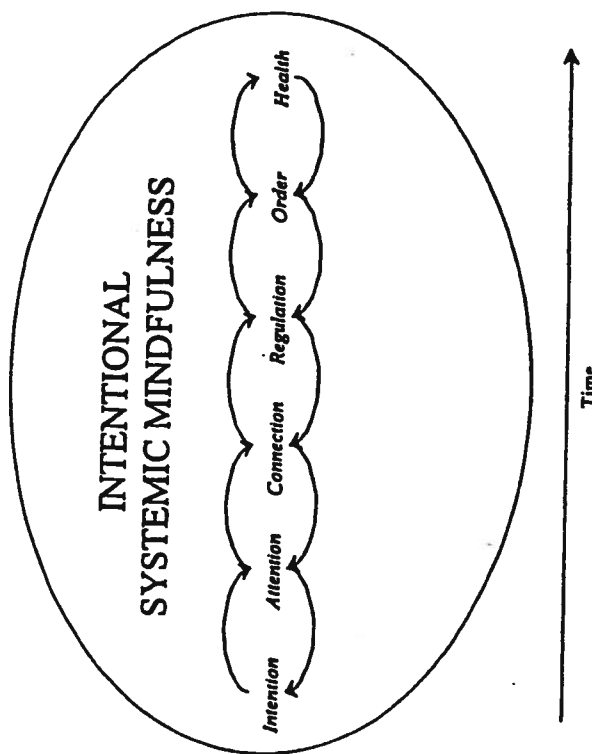 INTENTIONAL
SYSTEMIC MINDFULNESS
Intention Attention Connection Regulation Order Health
Time